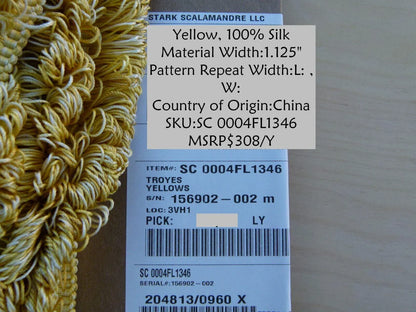 STARK SCALAMANDRE LLC
Yellow, 100% Silk
Material Width:1.125"
Pattern Repeat Width:L: ,
W:
Country of Origin:China
SKU:SC 0004FL1346
MSRP$308/Y
ITEM#: SC 0004FL1346
TROYES
YELLOWS
S/N: 156902-002 m
LOC: 3VH1
PICK: LY
SC 0004FL1346
SERIAL#:156902-002
204813/0960 X